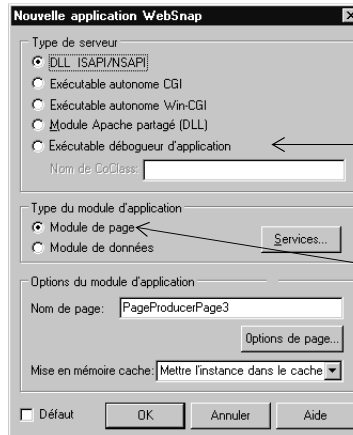 Nouvelle application WebSnap
Type de serveur
DLL ISAPI/NSAPI
Exécutable autonome CGI
Exécutable autonome Win-CGI
Module Apache partagé (DLL)
Exécutable débogueur d'application
Nom de CoClass:
Type du module d'application
Module de page
Services...
Module de données
Options du module d'application
Nom de page: PageProducerPage3
Options de page...
Mise en mémoire cache: Mettre l'instance dans le cache
Défaut OK Annuler Aide